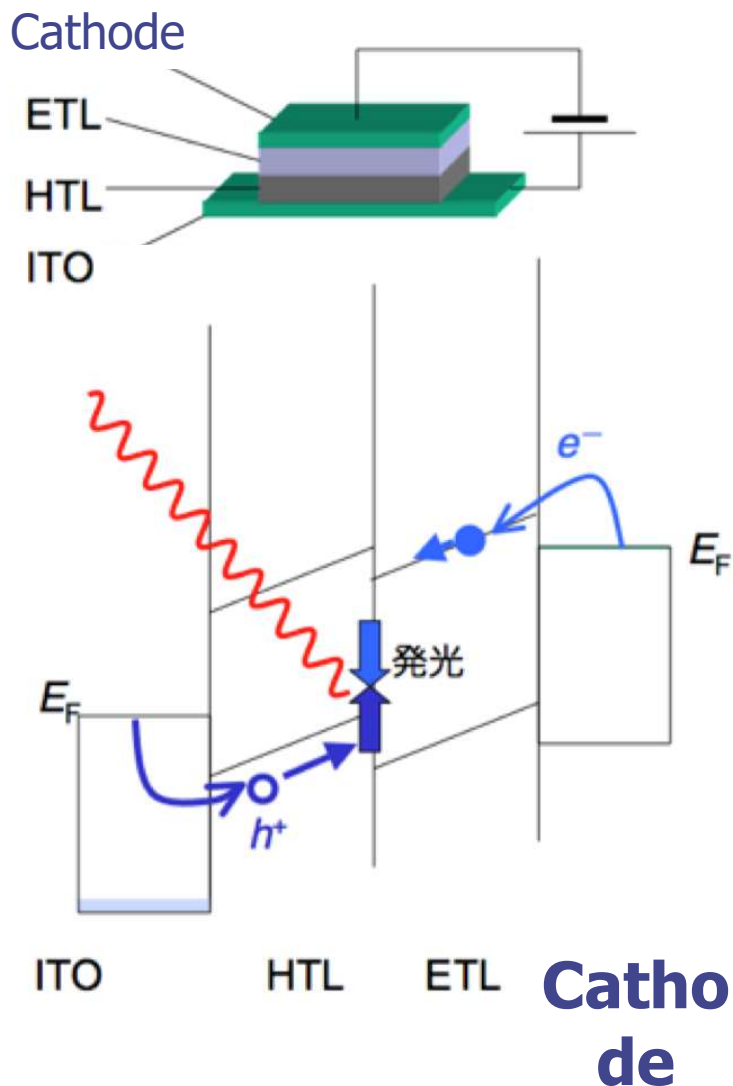 Cathode
ETL
HTL
ITO
e⁻
E_F
発光
E_F
h⁺
ITO HTL ETL Catho
de